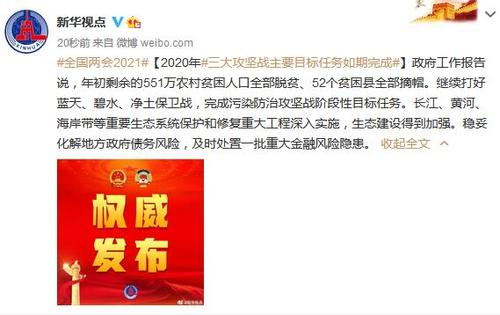 新华视点
20秒前 来自 微博 weibo.com
#全国两会2021#【2020年#三大攻坚战主要目标任务如期完成#】政府工作报告
说，年初剩余的551万农村贫困人口全部脱贫、52个贫困县全部摘帽。继续打好
蓝天、碧水、净土保卫战，完成污染防治攻坚战阶段性目标任务。长江、黄河、
海岸带等重要生态系统保护和修复重大工程深入实施，生态建设得到加强。稳妥
化解地方政府债务风险，及时处置一批重大金融风险隐患。 收起全文
权威
发布
@新华视点